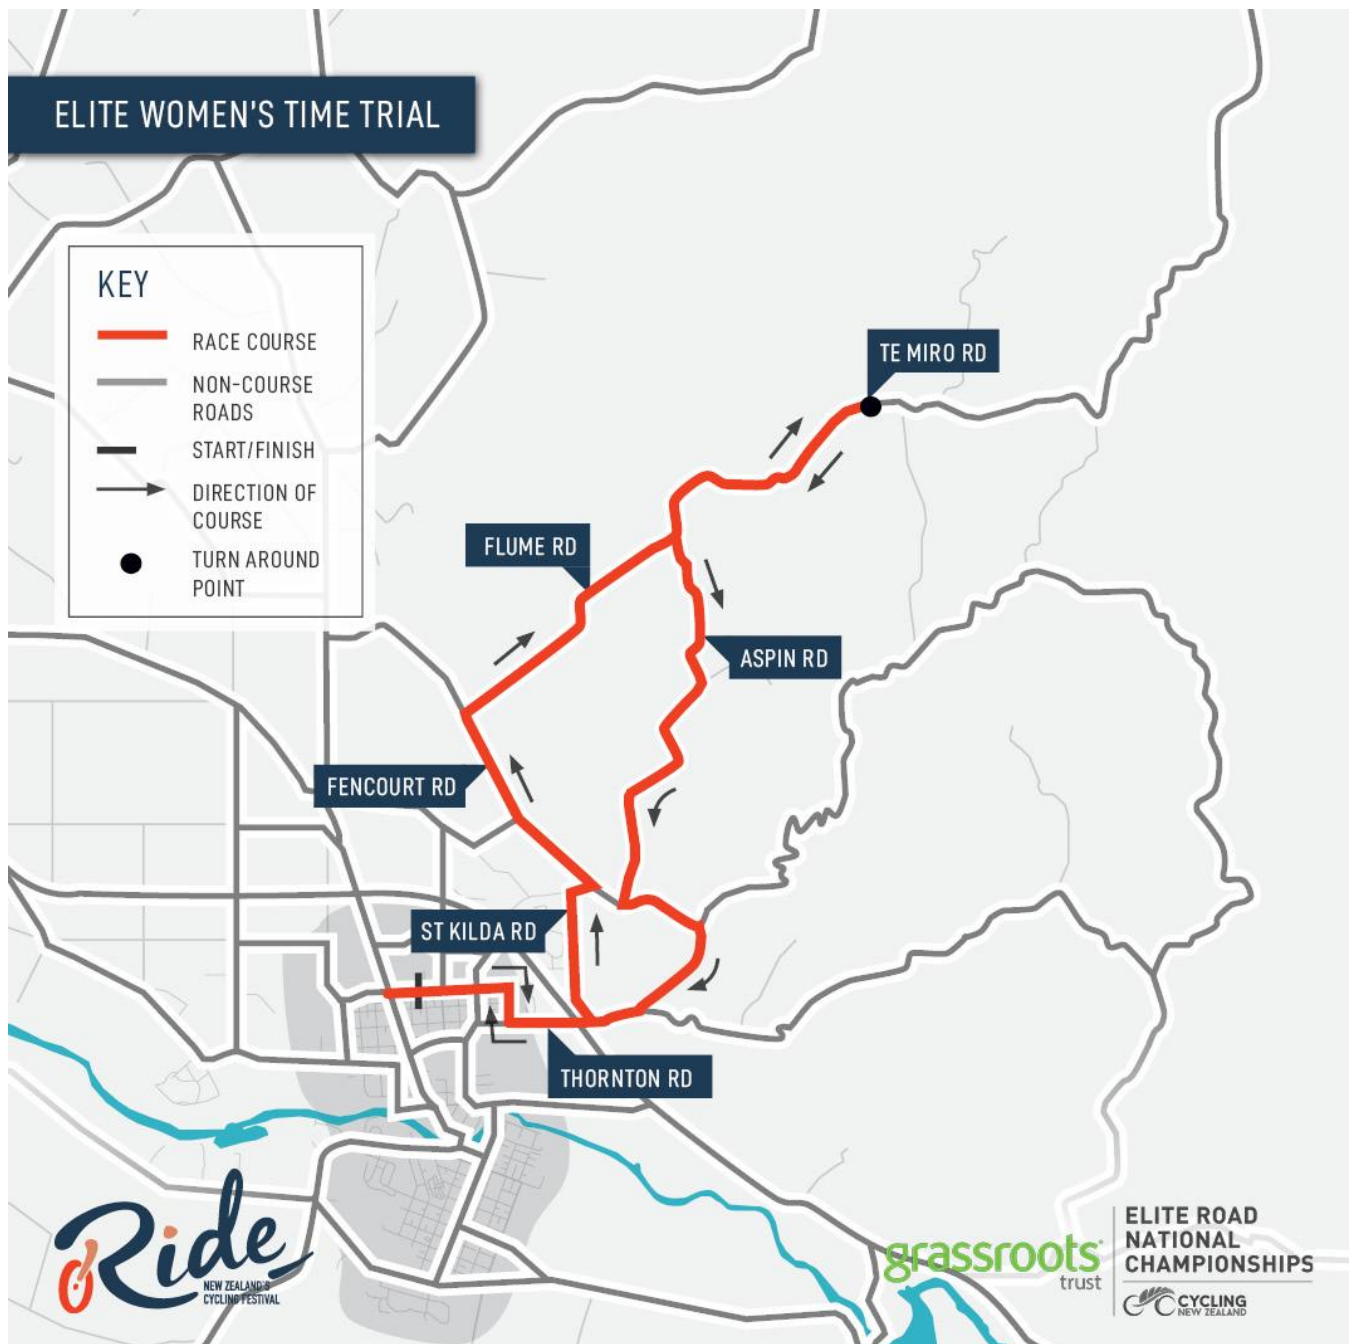 ELITE WOMEN'S TIME TRIAL
KEY
RACE COURSE
NON-COURSE
ROADS
START/FINISH
DIRECTION OF
COURSE
TURN AROUND
POINT
TE MIRO RD
FLUME RD
ASPIN RD
FENCOURT RD
ST KILDA RD
THORNTON RD
Ride
NEW ZEALAND'S
CYCLING FESTIVAL
grassroots
trust
ELITE ROAD
NATIONAL
CHAMPIONSHIPS
CYCLING
NEW ZEALAND